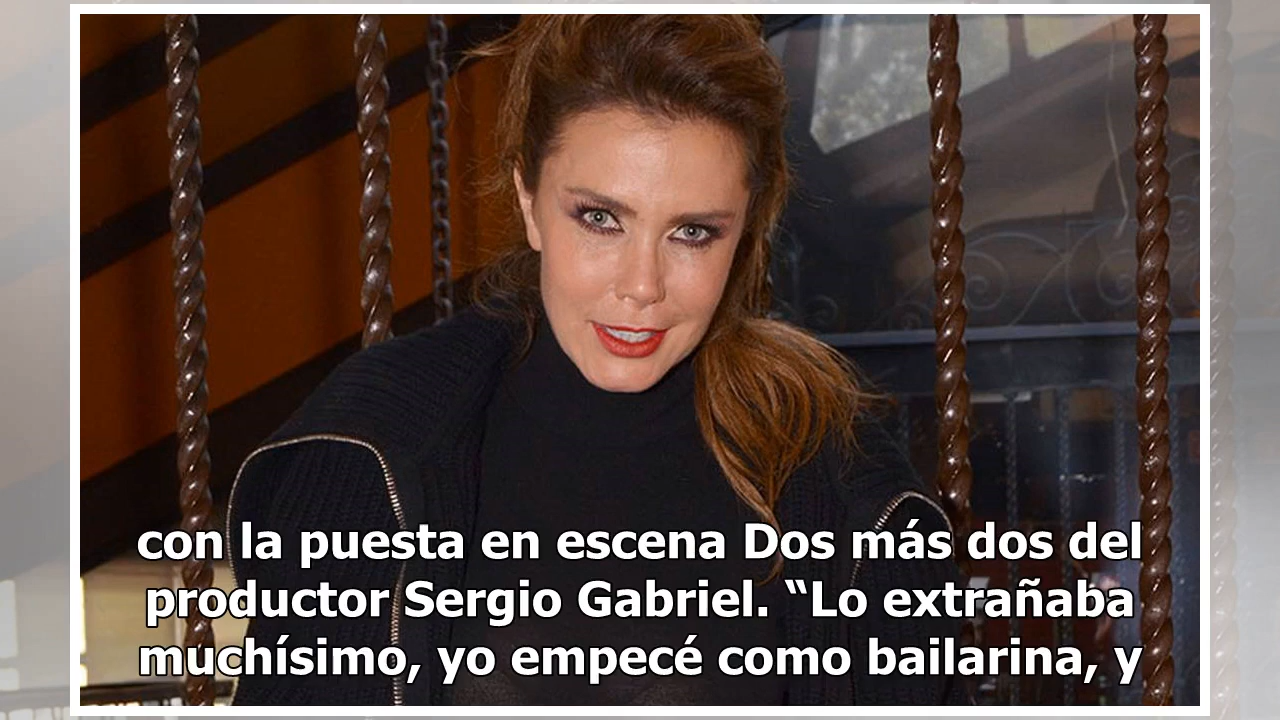 con la puesta en escena Dos más dos del
productor Sergio Gabriel. “Lo extrañaba
muchísimo, yo empecé como bailarina, y